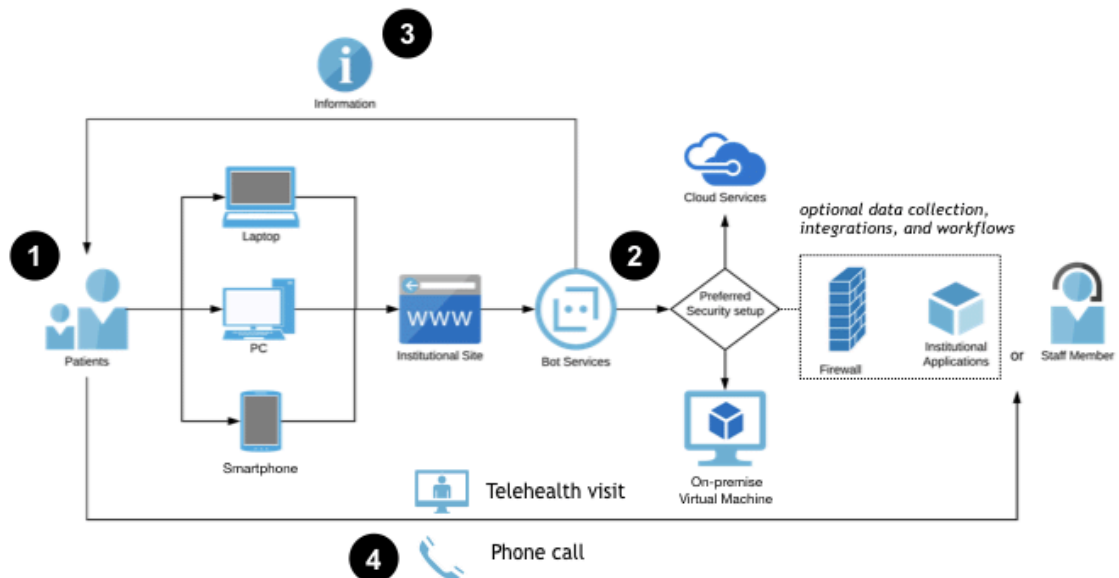 3
Information
Cloud Services
optional data collection,
integrations, and workflows
Laptop
1
2
Patients
PC
WWW
Institutional Site
Bot Services
Preferred
Security setup
Firewall
Institutional
Applications
or
Staff Member
Smartphone
On-premise
Virtual Machine
Telehealth visit
4
Phone call